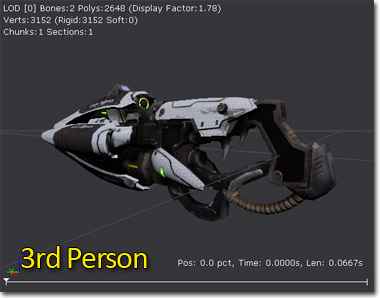 LOD [0] Bones:2 Polys:2648 (Display Factor:1.78)
Verts:3152 (Rigid:3152 Soft:0)
Chunks:1 Sections:1
3rd Person
Pos: 0.0 pct, Time: 0.0000s, Len: 0.0667s